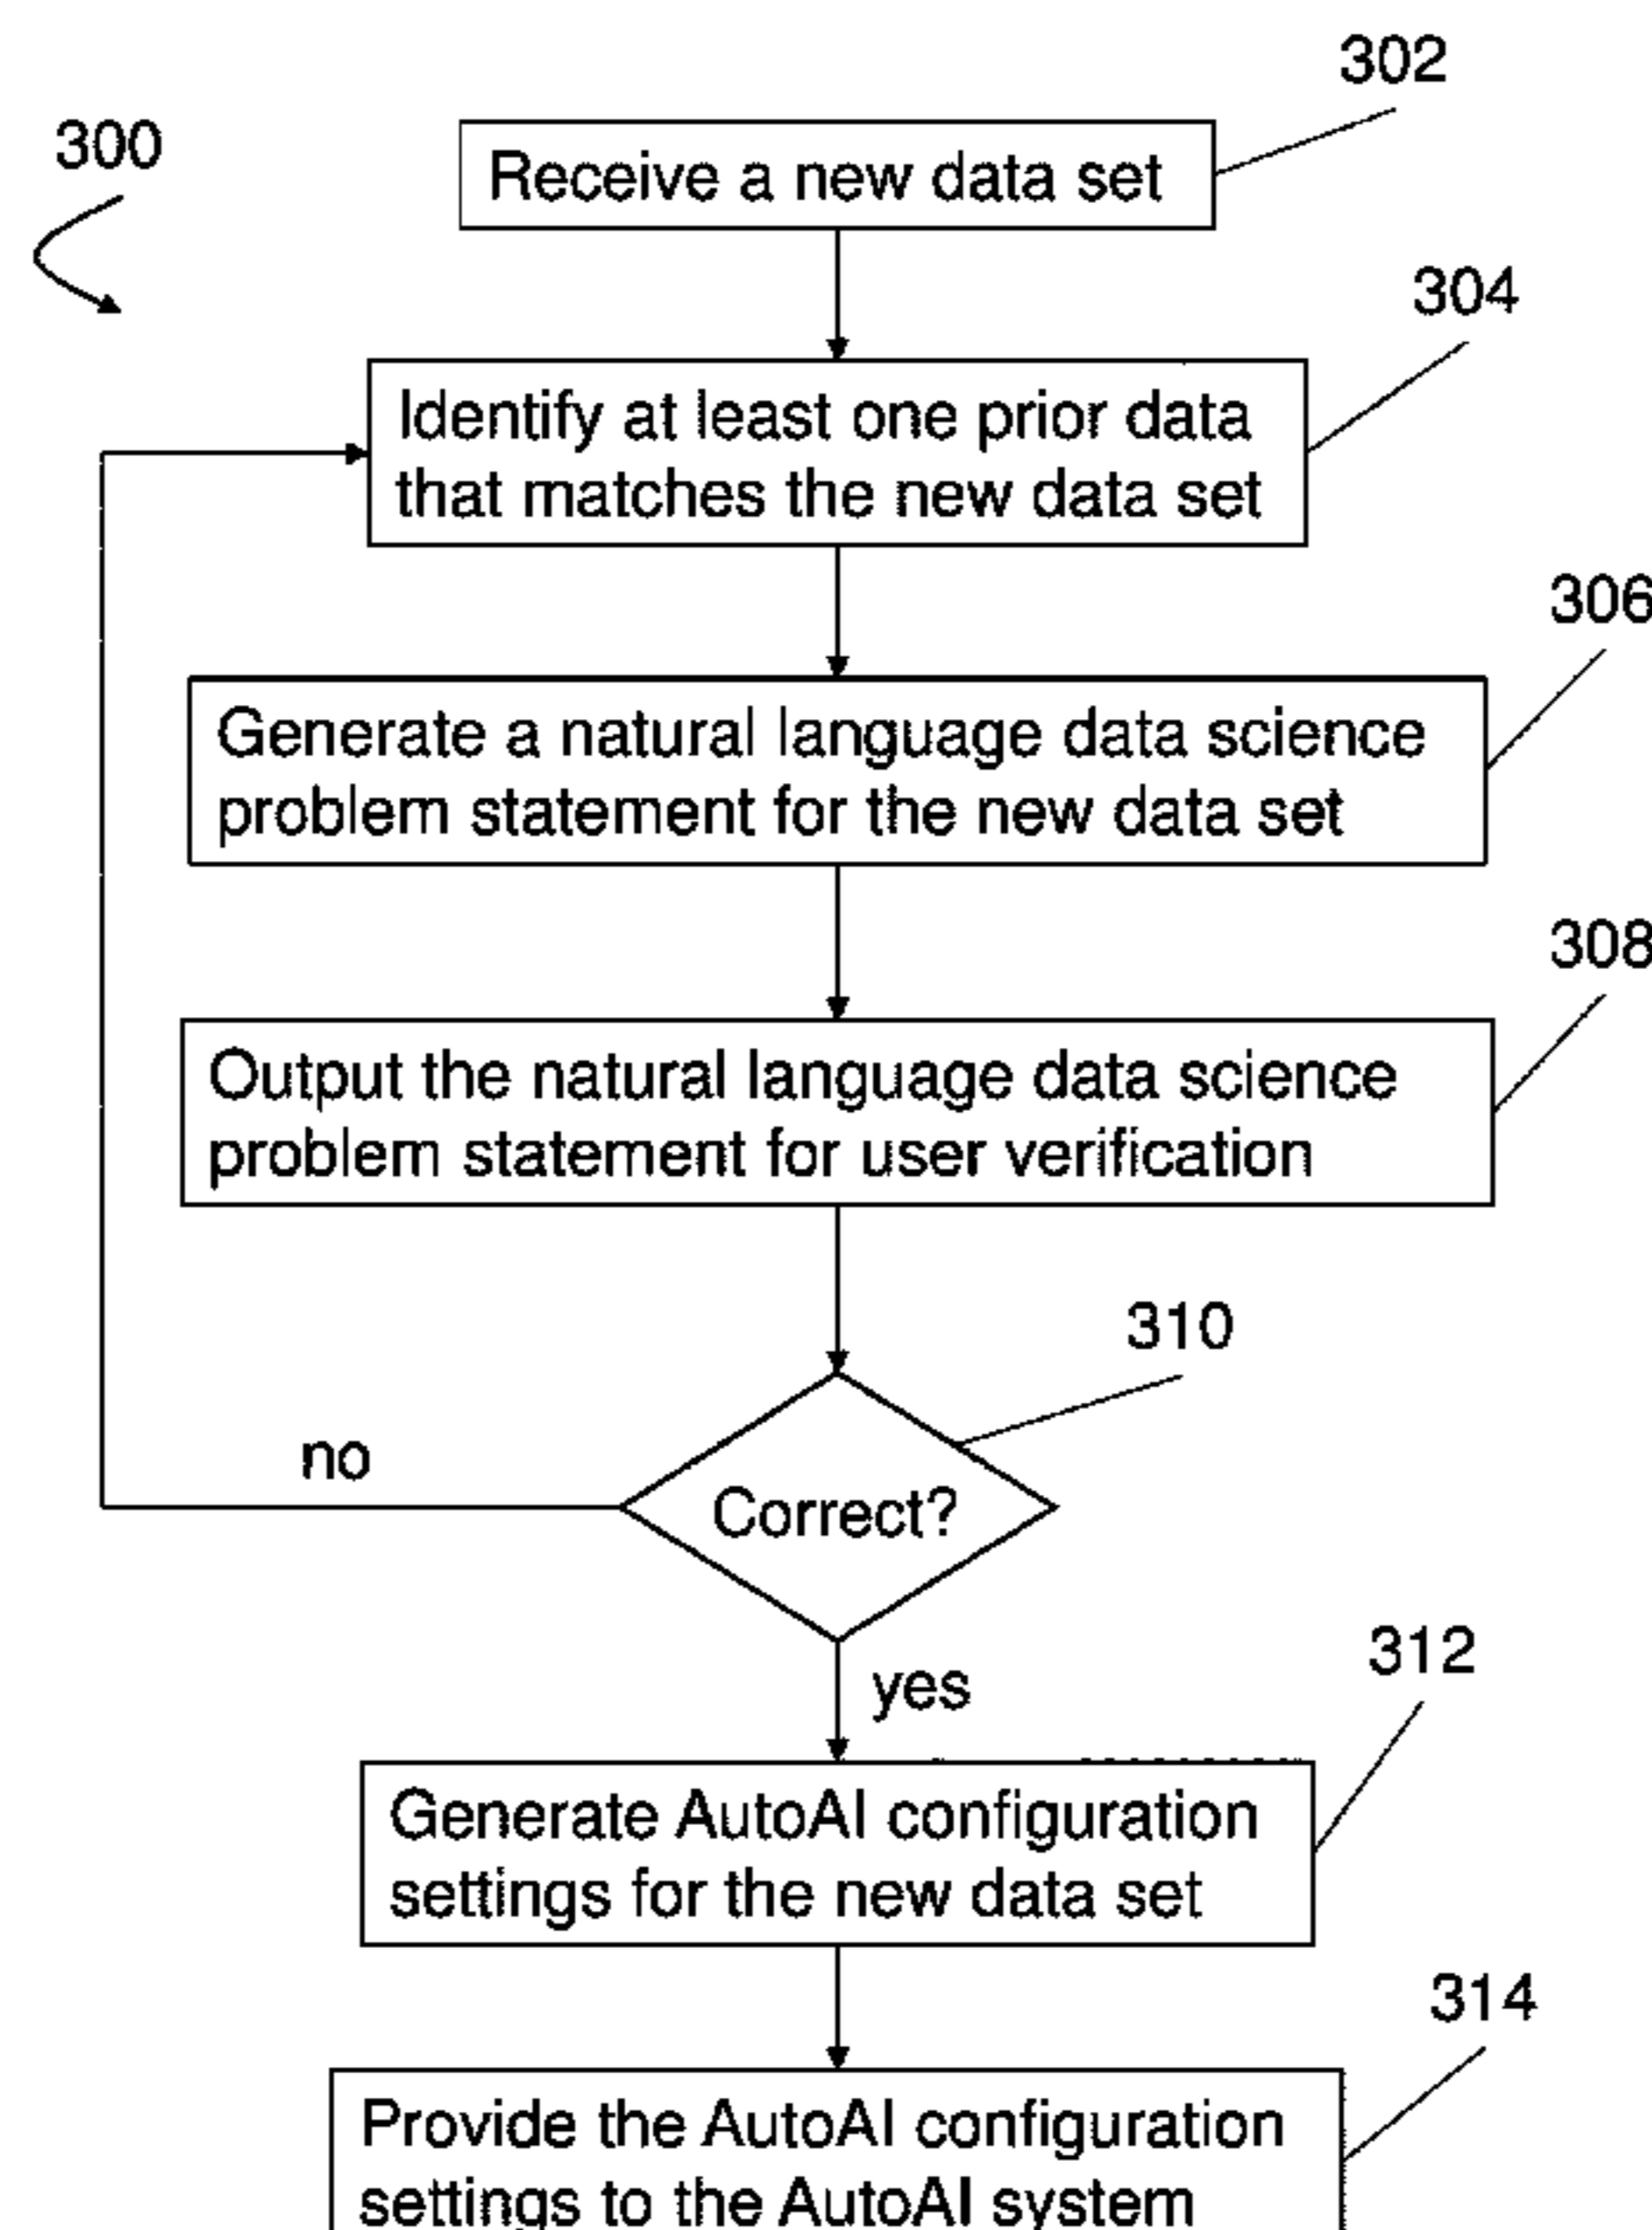 302
300
Receive a new data set
304
Identify at least one prior data
that matches the new data set
306
Generate a natural language data science
problem statement for the new data set
308
Output the natural language data science
problem statement for user verification
310
no
Correct?
312
yes
Generate AutoAI configuration
settings for the new data set
314
Provide the AutoAI configuration
settings to the AutoAI system